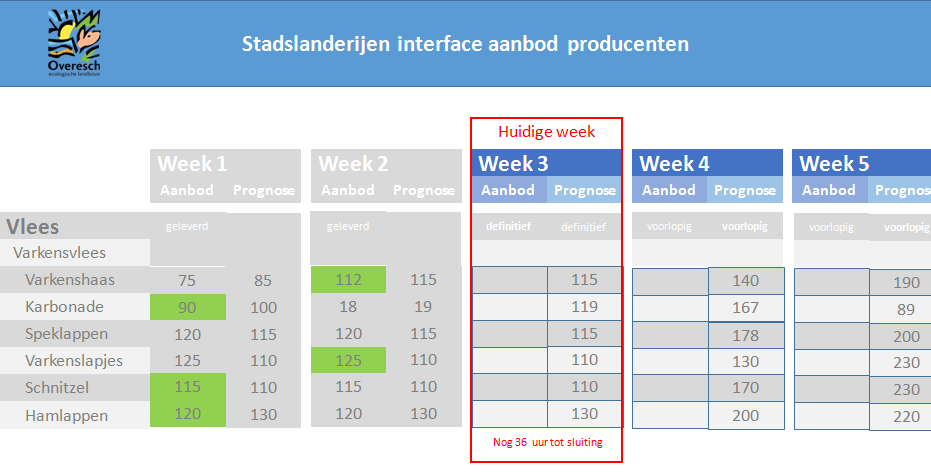 Overesch
ecologische landbouw
Stadslanderijen interface aanbod producenten
Huidige week
Week 1 Week 2 Week 3 Week 4 Week 5
Aanbod Prognose Aanbod Prognose Aanbod Prognose Aanbod Prognose Aanbod Prognose
Vlees geleverd geleverd definitief definitief voorlopig voorlopig voorlopig voorlopig
Varkensvlees
Varkenshaas 75 85 112 115 115 140 190
Karbonade 90 100 18 19 119 167 89
Speklappen 120 115 120 115 115 178 200
Varkenslapjes 125 110 125 110 110 130 230
Schnitzel 115 110 115 110 110 170 230
Hamlappen 120 130 120 130 130 200 220
Nog 36 uur tot sluiting